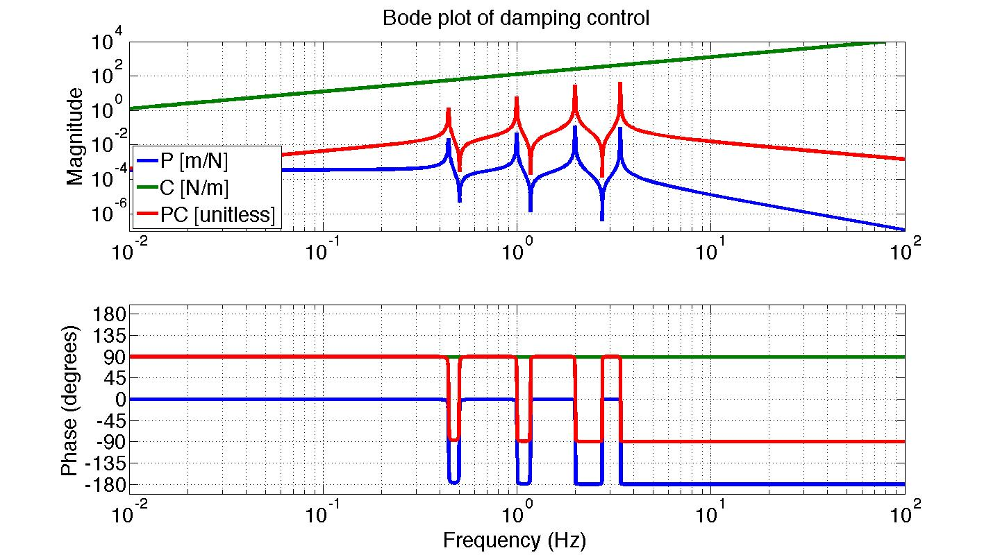 Bode plot of damping control
Magnitude
10^4
10^2
10^0
10^-2
10^-4
10^-6
P [m/N]
C [N/m]
PC [unitless]
10^-2 10^-1 10^0 10^1 10^2
Phase (degrees)
180
135
90
45
0
-45
-90
-135
-180
10^-2 10^-1 10^0 10^1 10^2
Frequency (Hz)